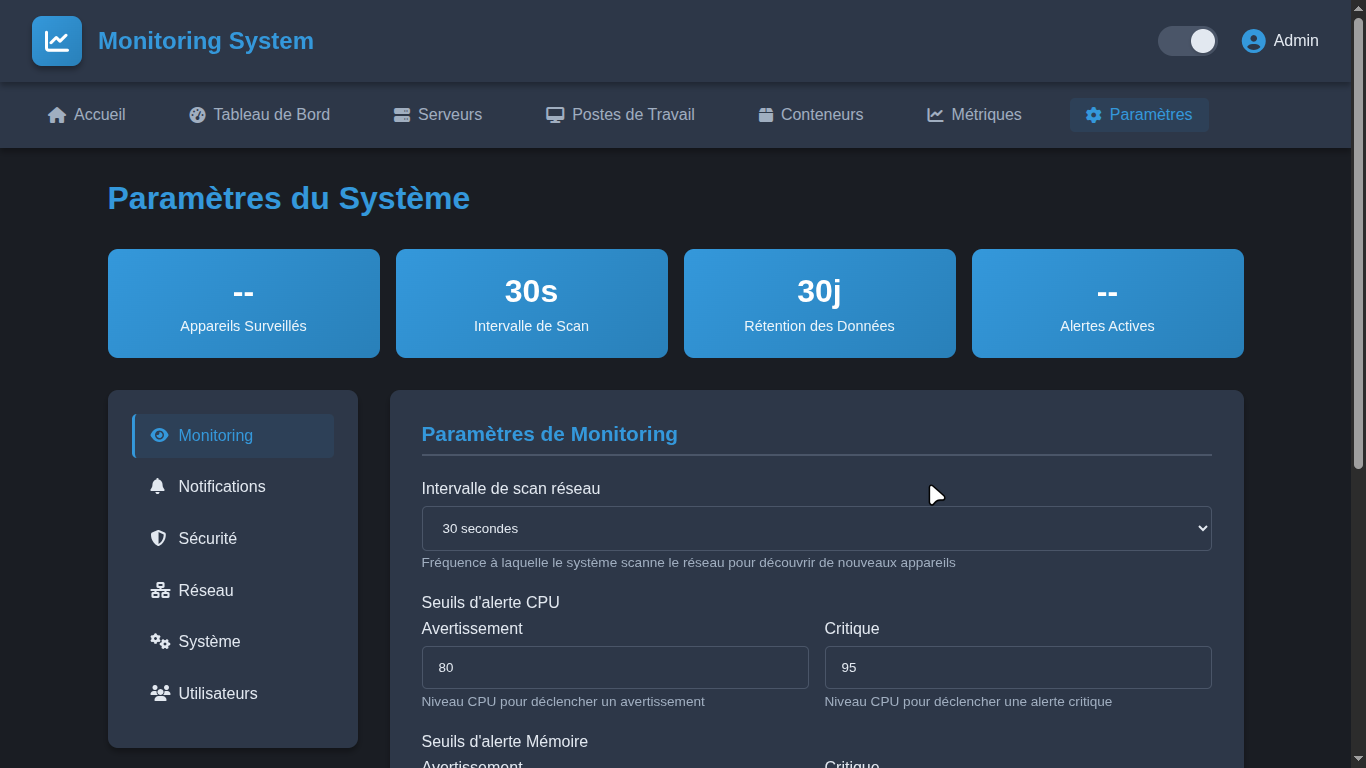 Monitoring System
Admin
Accueil
Tableau de Bord
Serveurs
Postes de Travail
Conteneurs
Métriques
Paramètres
Paramètres du Système
--
Appareils Surveillés
30s
Intervalle de Scan
30j
Rétention des Données
--
Alertes Actives
Monitoring
Notifications
Sécurité
Réseau
Système
Utilisateurs
Paramètres de Monitoring
Intervalle de scan réseau
30 secondes
Fréquence à laquelle le système scanne le réseau pour découvrir de nouveaux appareils
Seuils d'alerte CPU
Avertissement
Critique
80
95
Niveau CPU pour déclencher un avertissement
Niveau CPU pour déclencher une alerte critique
Seuils d'alerte Mémoire
Avertissement
Critique